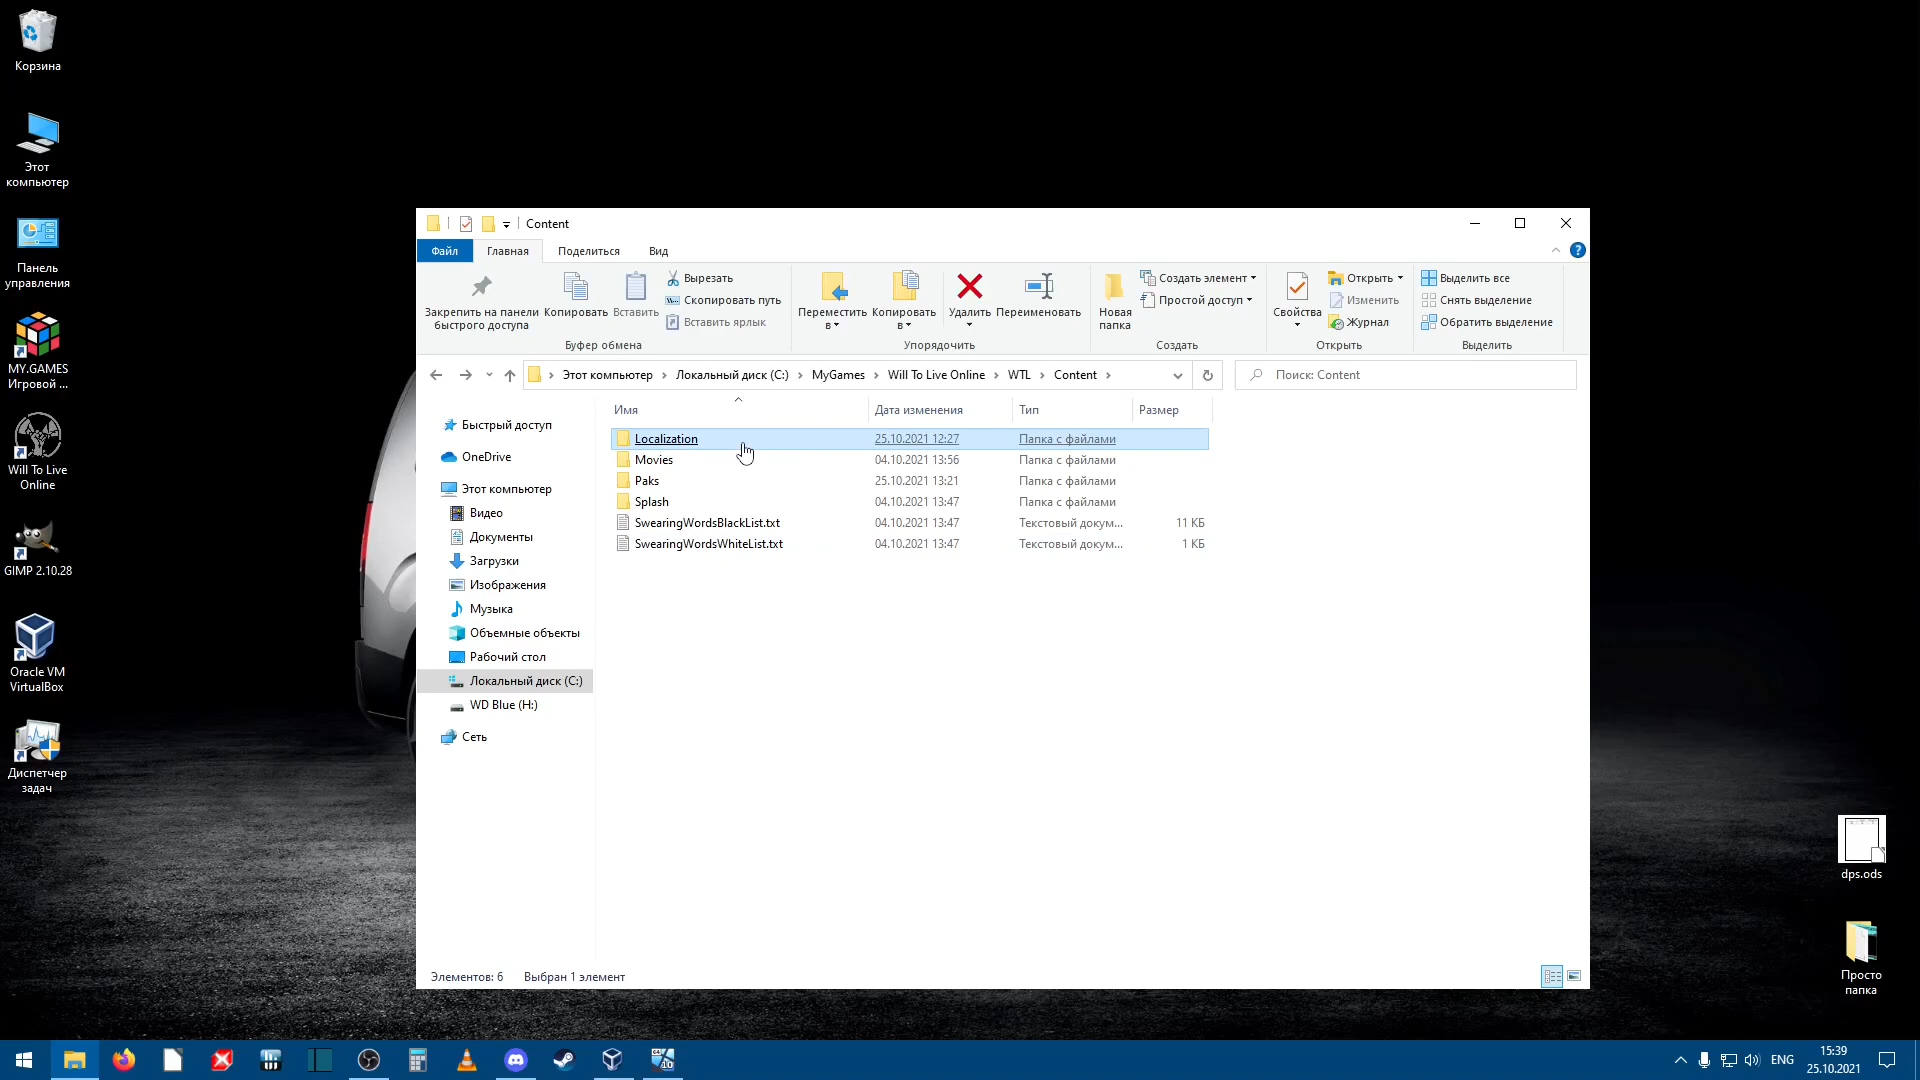 Корзина
Этот
компьютер
Панель
управления
MY.GAMES
Игровой ...
Will To Live
Online
GIMP 2.10.28
Oracle VM
VirtualBox
Диспетчер
задач
Content
Файл Главная Поделиться Вид
Закрепить на панели
быстрого доступа
Копировать
Вставить
Вырезать
Скопировать путь
Вставить ярлык
Буфер обмена
Переместить
в
Копировать
в
Удалить
Переименовать
Упорядочить
Новая
папка
Создать элемент
Простой доступ
Создать
Свойства
Открыть
Изменить
Журнал
Открыть
Выделить все
Снять выделение
Обратить выделение
Выделить
Этот компьютер › Локальный диск (C:) › MyGames › Will To Live Online › WTL › Content ›
Поиск: Content
Быстрый доступ
OneDrive
Этот компьютер
Видео
Документы
Загрузки
Изображения
Музыка
Объемные объекты
Рабочий стол
Локальный диск (C:)
WD Blue (H:)
Сеть
Имя Дата изменения Тип Размер
Localization 25.10.2021 12:27 Папка с файлами
Movies 04.10.2021 13:56 Папка с файлами
Paks 25.10.2021 13:21 Папка с файлами
Splash 04.10.2021 13:47 Папка с файлами
SwearingWordsBlackList.txt 04.10.2021 13:47 Текстовый докум... 11 КБ
SwearingWordsWhiteList.txt 04.10.2021 13:47 Текстовый докум... 1 КБ
Элементов: 6 Выбран 1 элемент
dps.ods
Просто
папка
ENG
15:39
25.10.2021